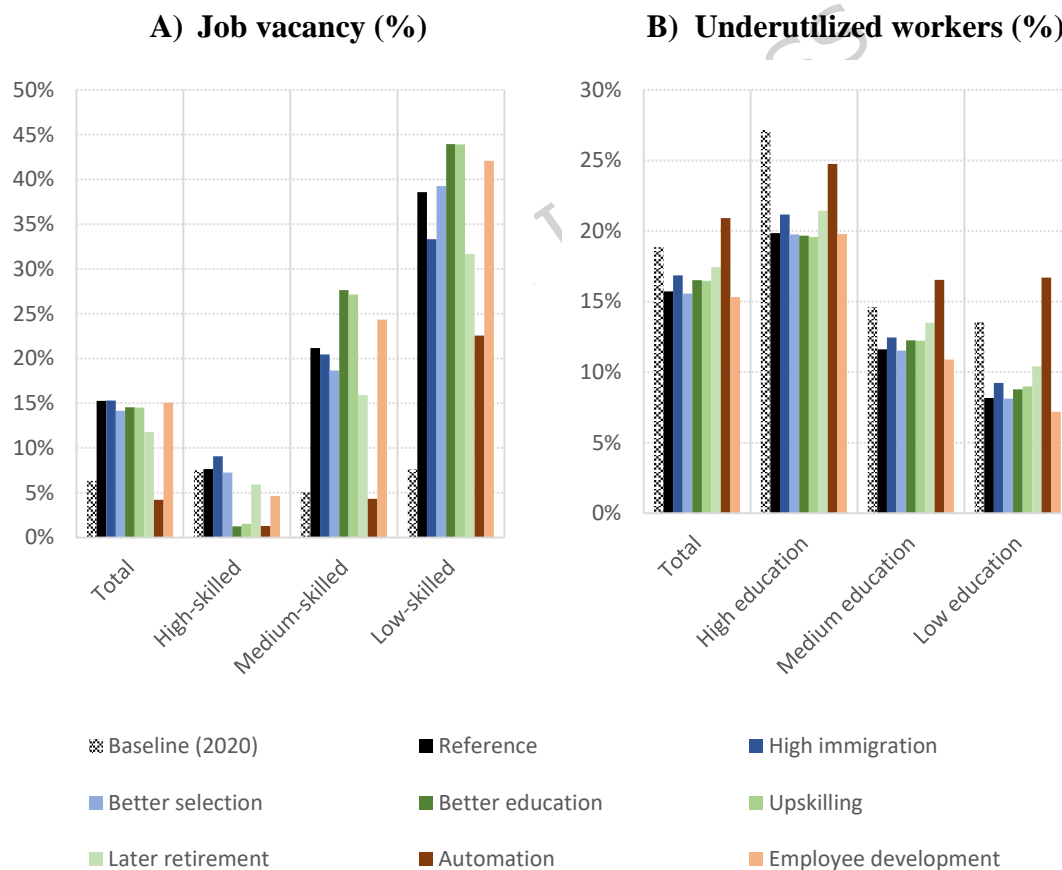 A) Job vacancy (%)
50%
45%
40%
35%
30%
25%
20%
15%
10%
5%
0%
Total
High-skilled
Medium-skilled
Low-skilled
B) Underutilized workers (%)
30%
25%
20%
15%
10%
5%
0%
Total
High education
Medium education
Low education
Baseline (2020)
Reference
High immigration
Better selection
Better education
Upskilling
Later retirement
Automation
Employee development